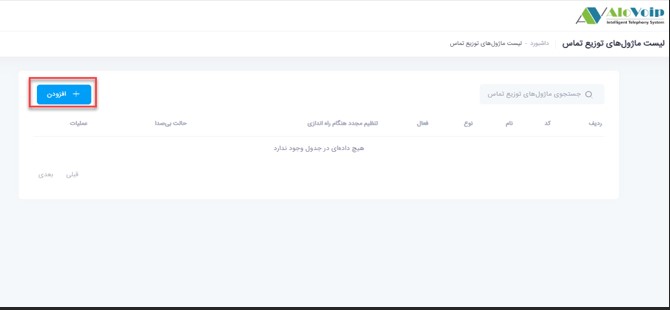 AloVoip
Intelligent Telephony System
لیست ماژول‌های توزیع تماس
داشبورد - لیست ماژول‌های توزیع تماس
جستجوی ماژول‌های توزیع تماس
افزودن +
ردیف کد نام نوع فعال تنظیم مجدد هنگام راه اندازی حالت بی‌صدا عملیات
هیچ داده‌ای در جدول وجود ندارد
قبلی بعدی